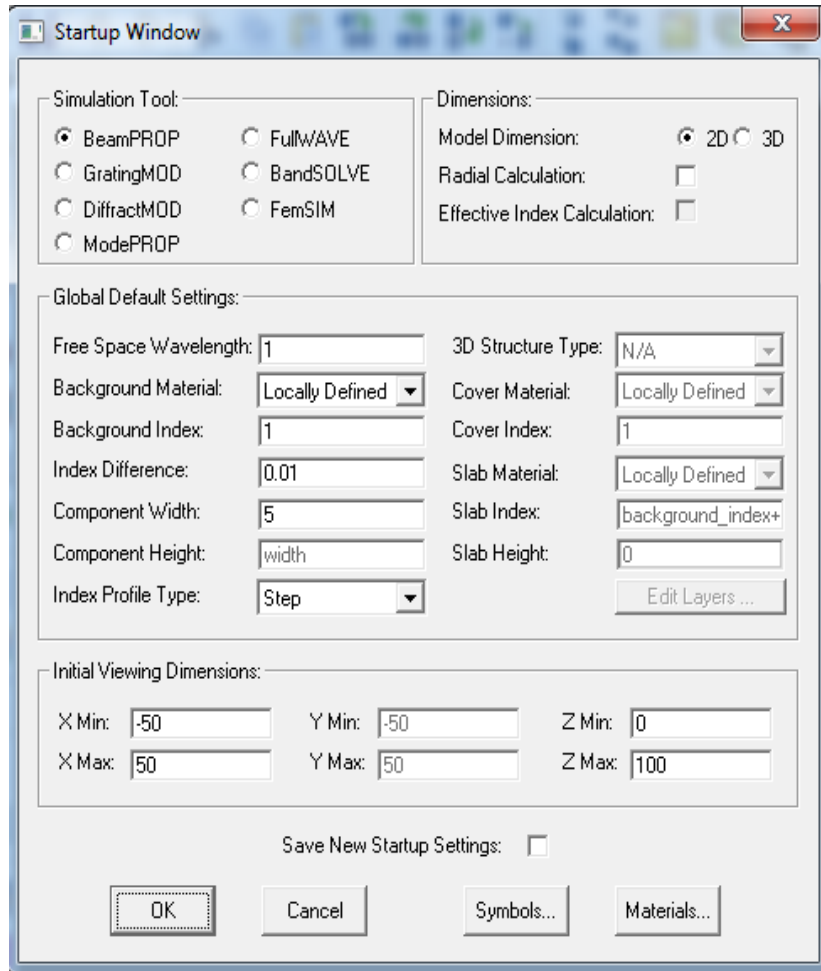 Startup Window
Simulation Tool:
BeamPROP FullWAVE
GratingMOD BandSOLVE
DiffractMOD FemSIM
ModePROP
Dimensions:
Model Dimension: 2D 3D
Radial Calculation:
Effective Index Calculation:
Global Default Settings:
Free Space Wavelength: 1 3D Structure Type: N/A
Background Material: Locally Defined Cover Material: Locally Defined
Background Index: 1 Cover Index: 1
Index Difference: 0.01 Slab Material: Locally Defined
Component Width: 5 Slab Index: background_index+
Component Height: width Slab Height: 0
Index Profile Type: Step Edit Layers ...
Initial Viewing Dimensions:
X Min: -50 Y Min: -50 Z Min: 0
X Max: 50 Y Max: 50 Z Max: 100
Save New Startup Settings:
OK Cancel Symbols... Materials...